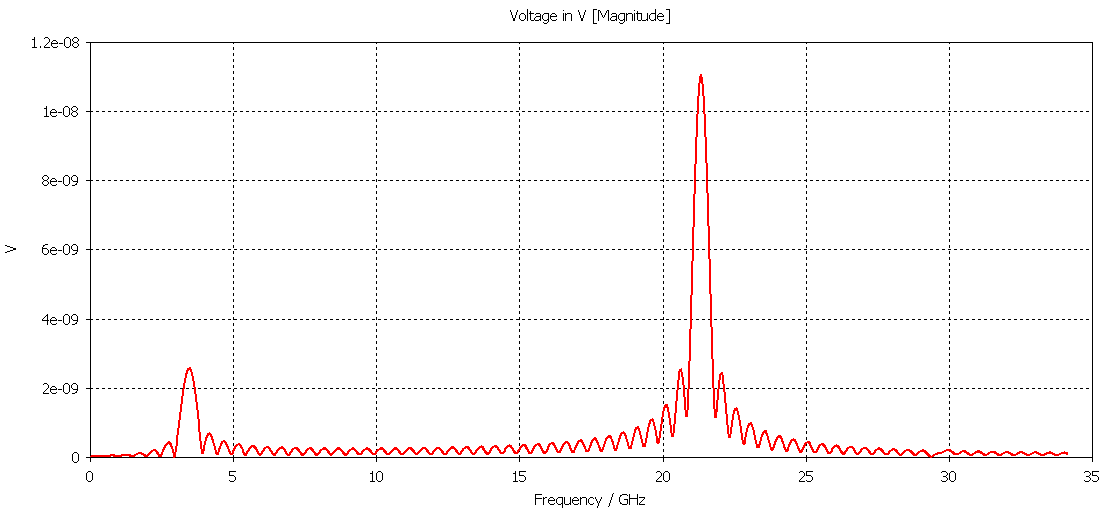 Voltage in V [Magnitude]
1.2e-08
1e-08
8e-09
6e-09
4e-09
2e-09
0
V
0 5 10 15 20 25 30 35
Frequency / GHz